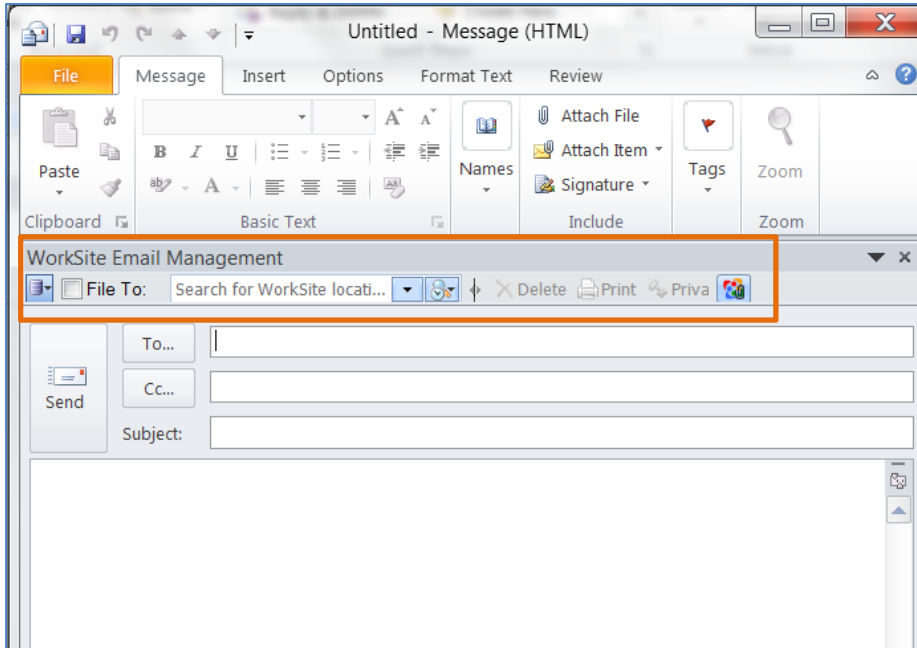 Untitled - Message (HTML)
File Message Insert Options Format Text Review
Paste
Clipboard
B I U
A A
ab A Aa
Basic Text
Names
Attach File
Attach Item
Signature
Include
Tags
Zoom
Zoom
WorkSite Email Management
File To: Search for WorkSite locati... Delete Print Priva
Send
To...
Cc...
Subject: